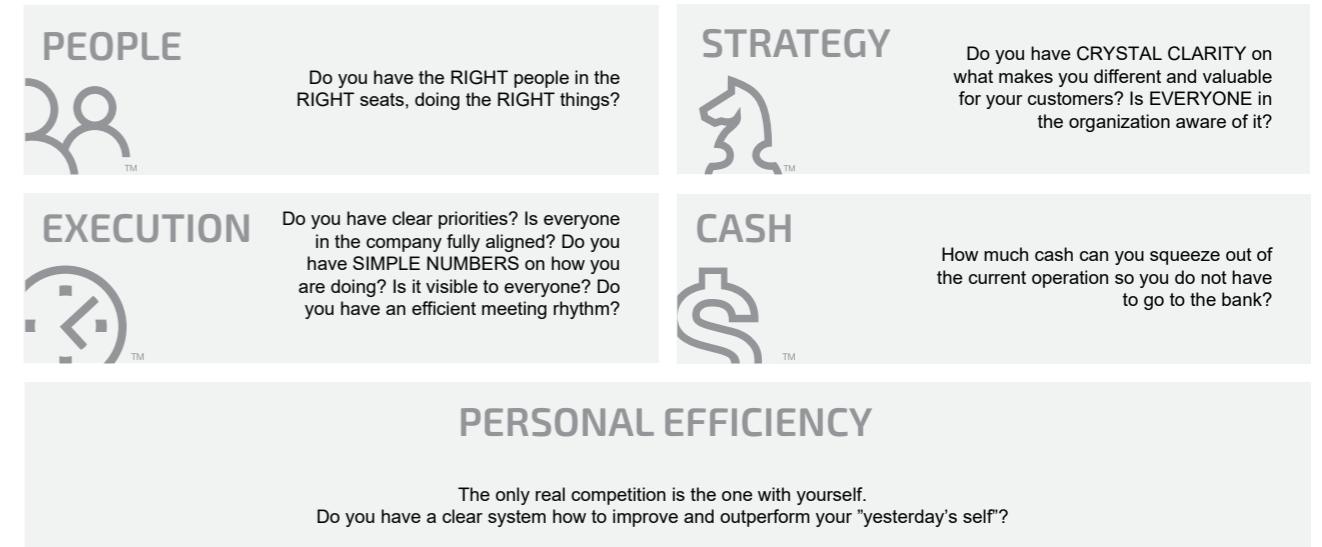 PEOPLE
Do you have the RIGHT people in the
RIGHT seats, doing the RIGHT things?
TM
STRATEGY
Do you have CRYSTAL CLARITY on
what makes you different and valuable
for your customers? Is EVERYONE in
the organization aware of it?
TM
EXECUTION
Do you have clear priorities? Is everyone
in the company fully aligned? Do you
have SIMPLE NUMBERS on how you
are doing? Is it visible to everyone? Do
you have an efficient meeting rhythm?
TM
CASH
How much cash can you squeeze out of
the current operation so you do not have
to go to the bank?
TM
PERSONAL EFFICIENCY
The only real competition is the one with yourself.
Do you have a clear system how to improve and outperform your ”yesterday’s self”?